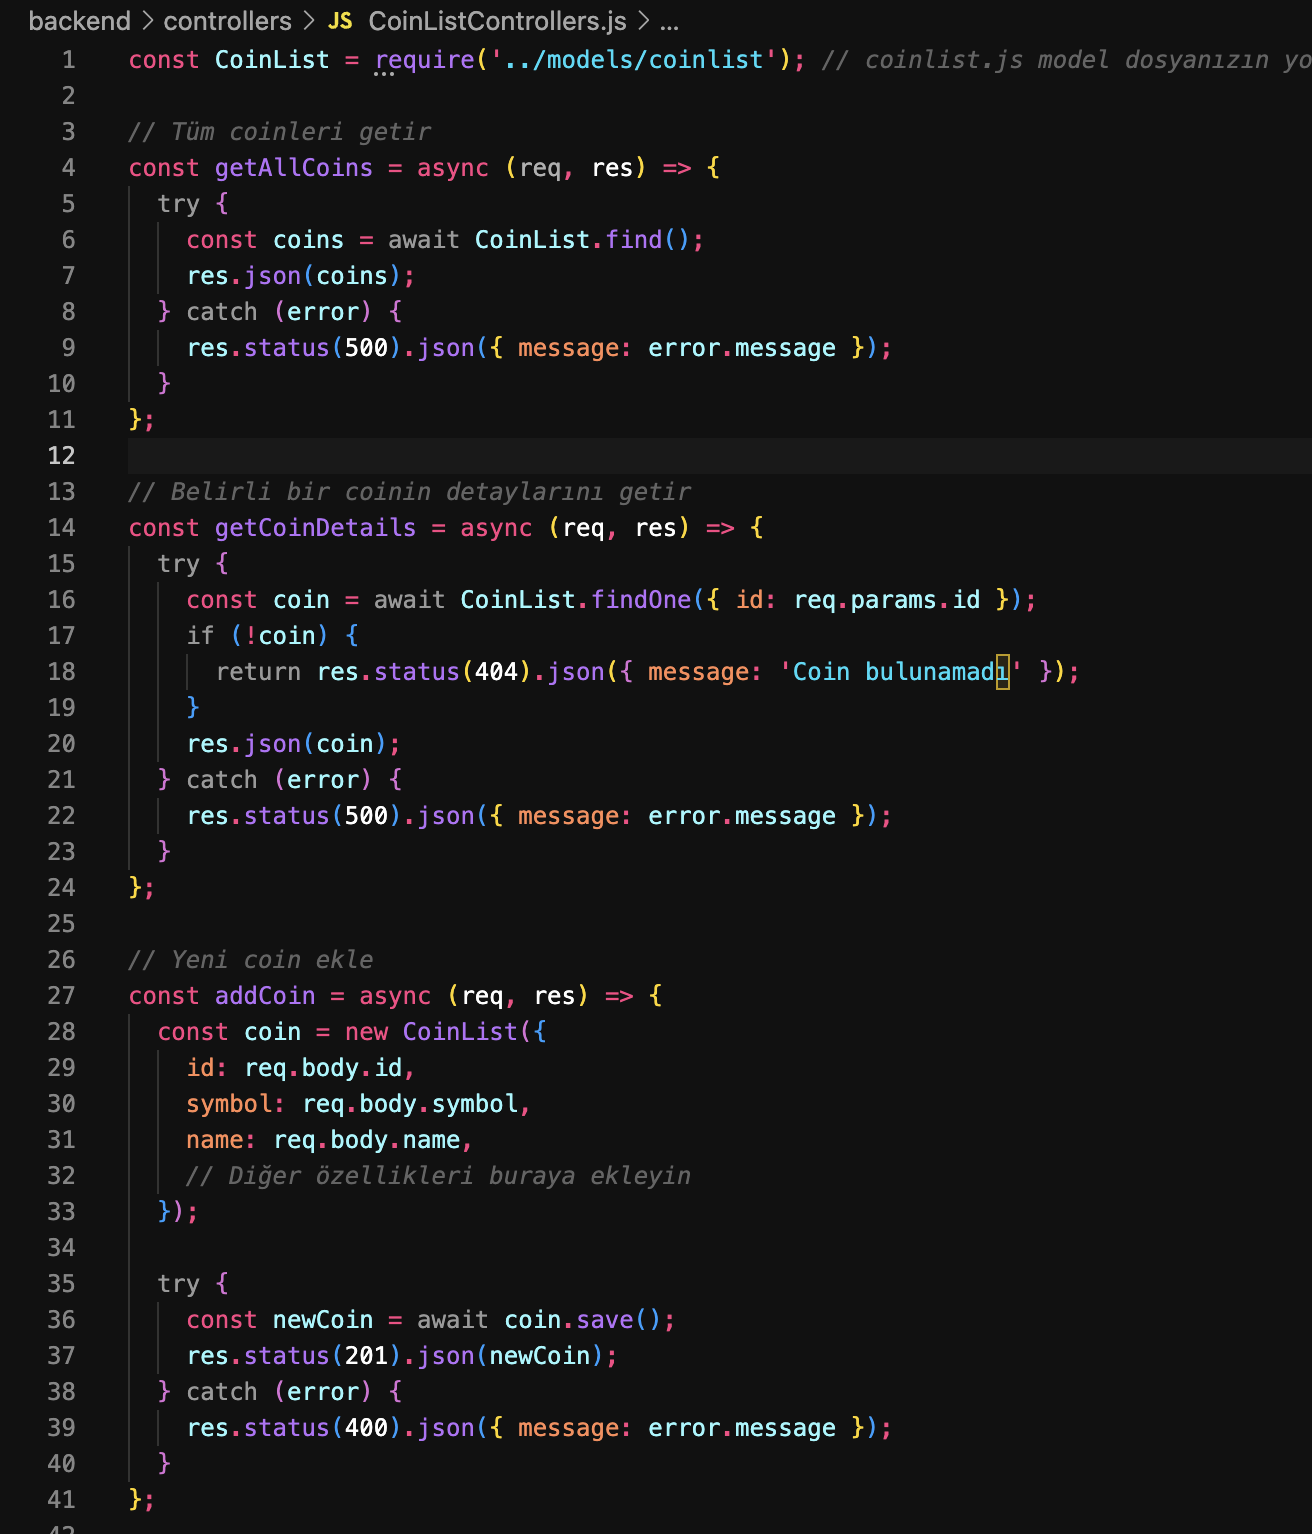 backend > controllers > JS CoinListControllers.js > ...
1 const CoinList = require('../models/coinlist'); // coinlist.js model dosyanızın
2
3 // Tüm coinleri getir
4 const getAllCoins = async (req, res) => {
5 try {
6 const coins = await CoinList.find();
7 res.json(coins);
8 } catch (error) {
9 res.status(500).json({ message: error.message });
10 }
11 };
12
13 // Belirli bir coinin detaylarını getir
14 const getCoinDetails = async (req, res) => {
15 try {
16 const coin = await CoinList.findOne({ id: req.params.id });
17 if (!coin) {
18 return res.status(404).json({ message: 'Coin bulunamadı' });
19 }
20 res.json(coin);
21 } catch (error) {
22 res.status(500).json({ message: error.message });
23 }
24 };
25
26 // Yeni coin ekle
27 const addCoin = async (req, res) => {
28 const coin = new CoinList({
29 id: req.body.id,
30 symbol: req.body.symbol,
31 name: req.body.name,
32 // Diğer özellikleri buraya ekleyin
33 });
34
35 try {
36 const newCoin = await coin.save();
37 res.status(201).json(newCoin);
38 } catch (error) {
39 res.status(400).json({ message: error.message });
40 }
41 };